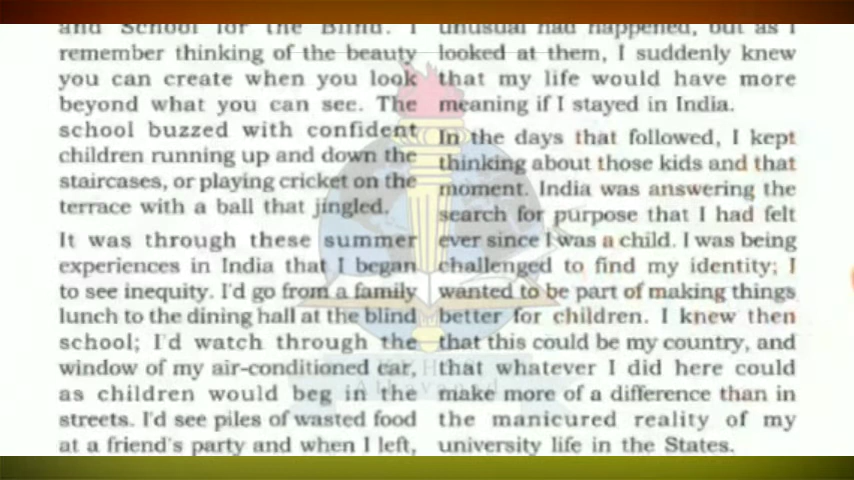 and School for the Blind. I
remember thinking of the beauty
you can create when you look
beyond what you can see. The
school buzzed with confident
children running up and down the
staircases, or playing cricket on the
terrace with a ball that jingled.
It was through these summer
experiences in India that I began
to see inequity. I'd go from a family
lunch to the dining hall at the blind
school; I'd watch through the
window of my air-conditioned car,
as children would beg in the
streets. I'd see piles of wasted food
at a friend's party and when I left,
unusual had happened, but as I
looked at them, I suddenly knew
that my life would have more
meaning if I stayed in India.
In the days that followed, I kept
thinking about those kids and that
moment. India was answering the
search for purpose that I had felt
ever since I was a child. I was being
challenged to find my identity; I
wanted to be part of making things
better for children. I knew then
that this could be my country, and
that whatever I did here could
make more of a difference than in
the manicured reality of my
university life in the States.